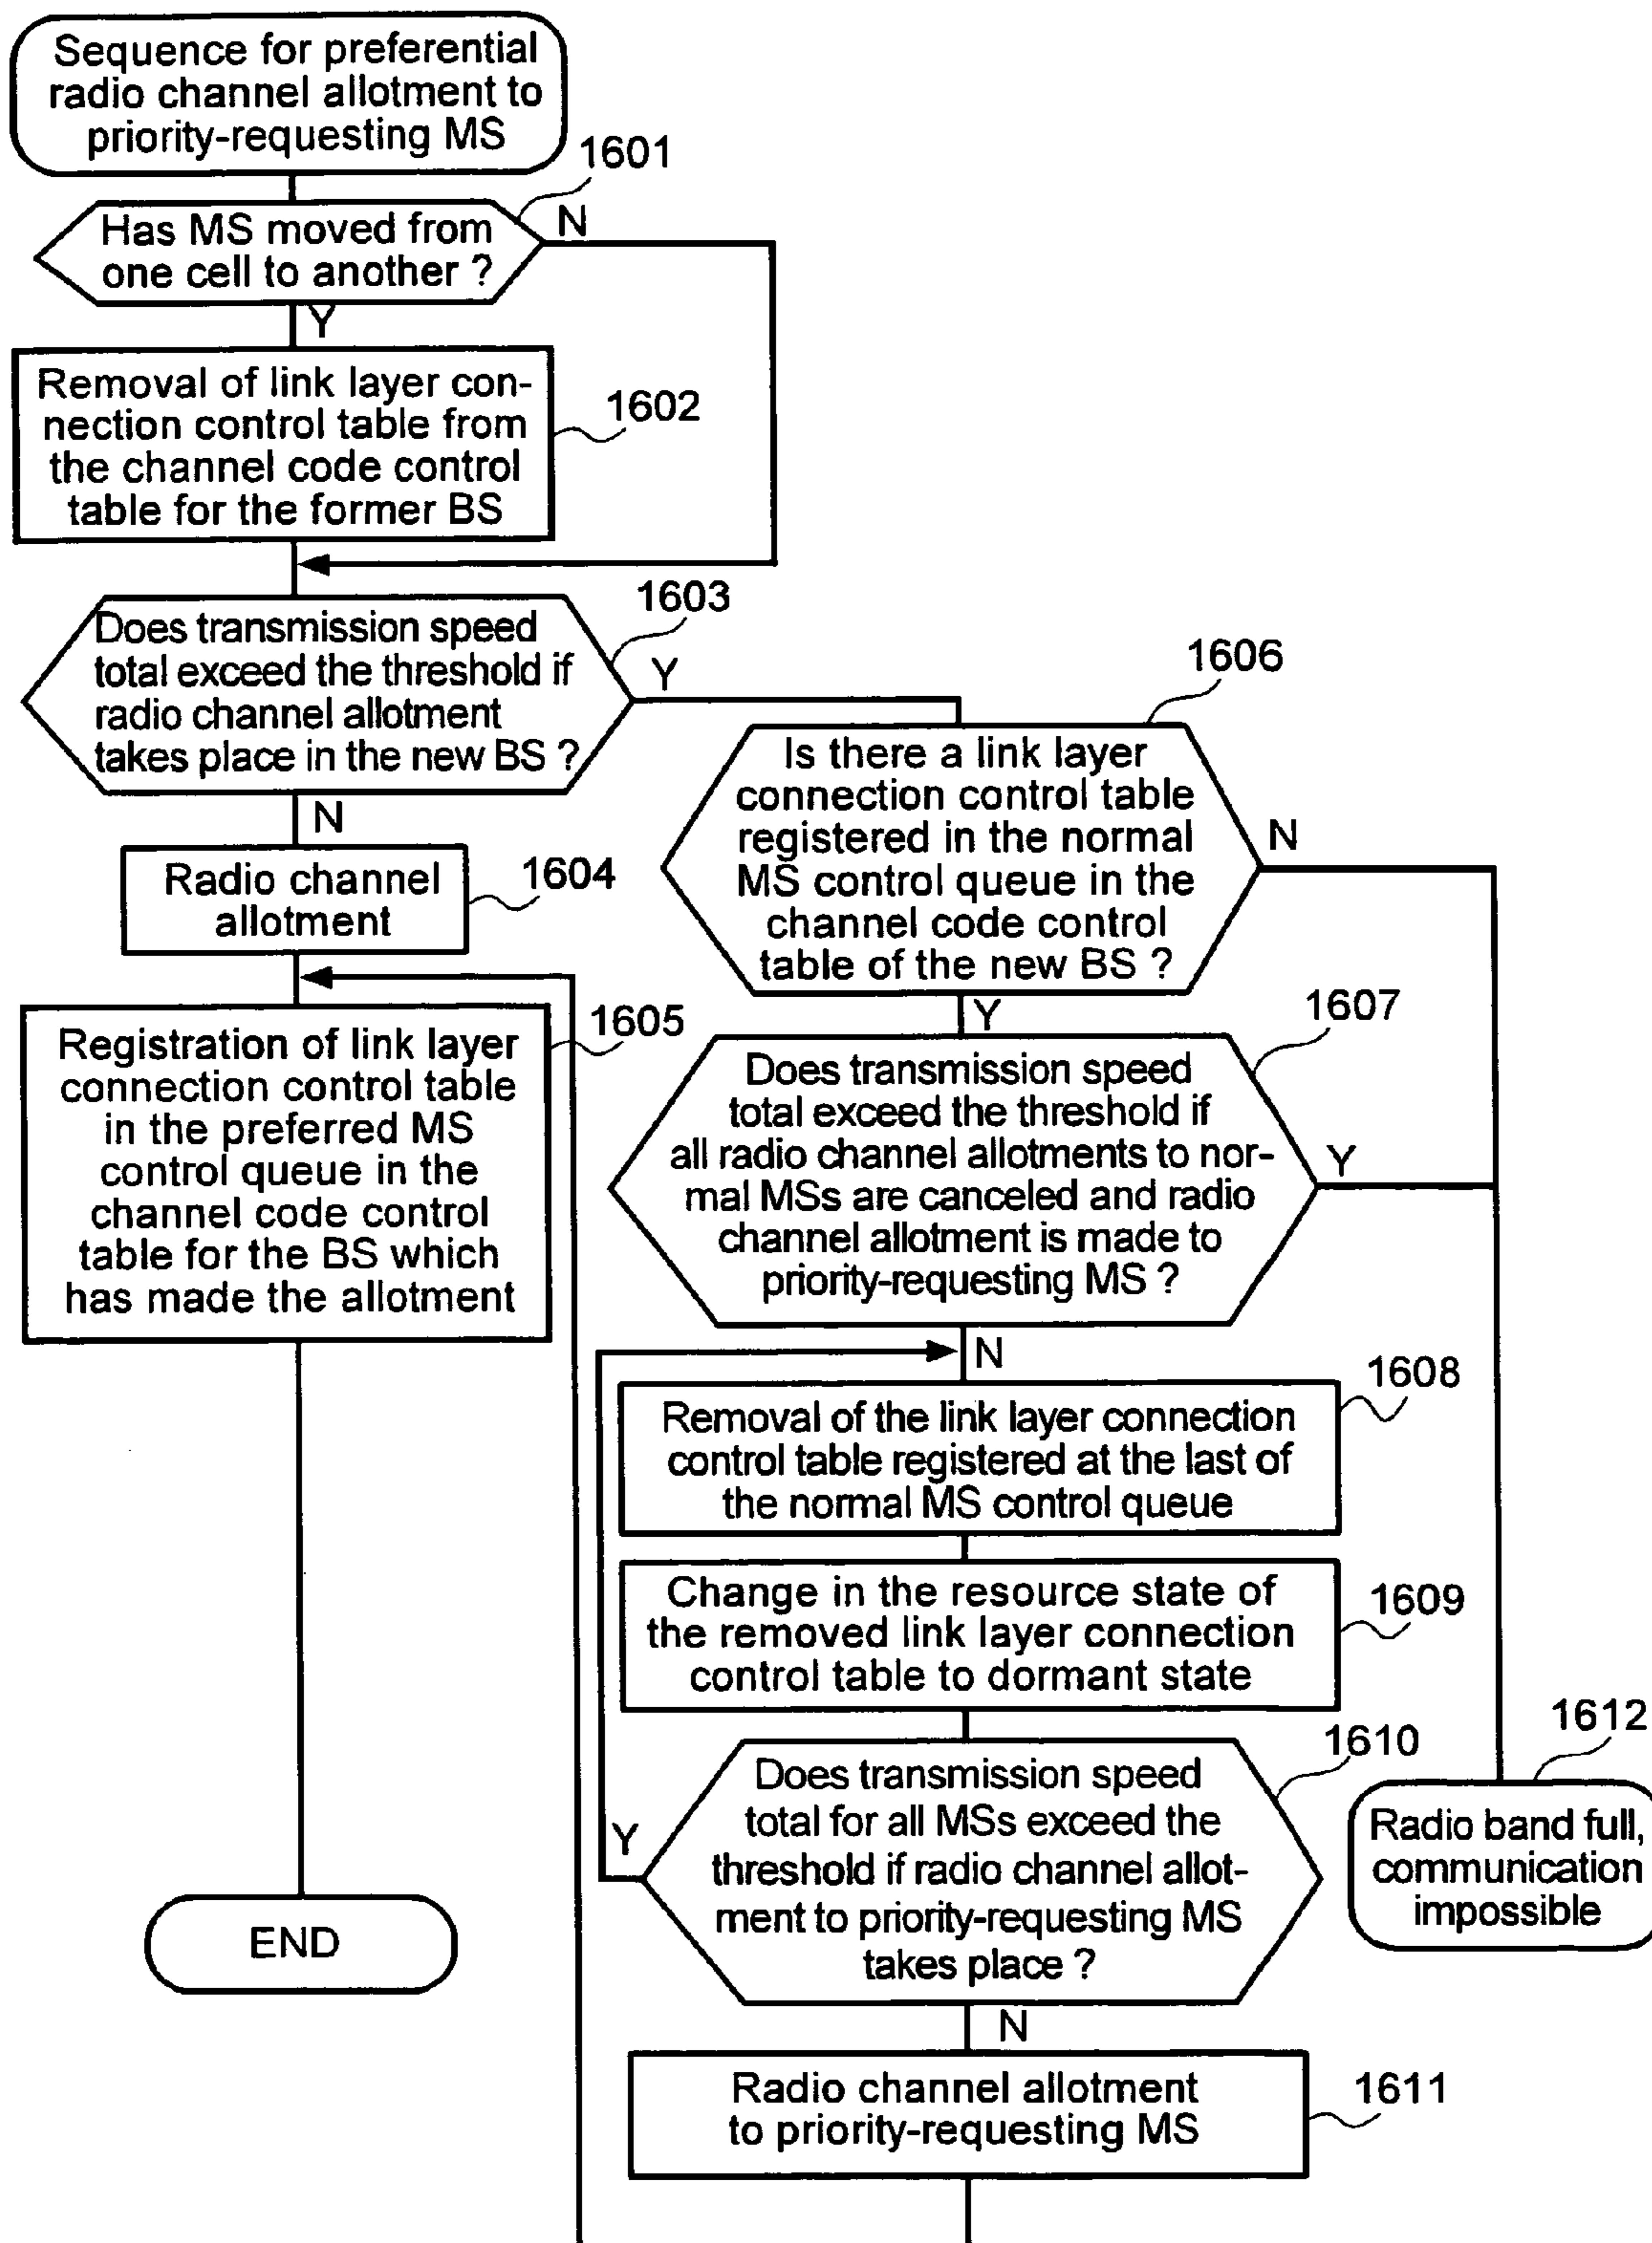 Sequence for preferential
radio channel allotment to
priority-requesting MS
1601
Has MS moved from
one cell to another ?
N
Y
Removal of link layer con-
nection control table from
the channel code control
table for the former BS
1602
Does transmission speed
total exceed the threshold if
radio channel allotment
takes place in the new BS ?
1603
Y
N
Radio channel
allotment
1604
Registration of link layer
connection control table
in the preferred MS
control queue in the
channel code control
table for the BS which
has made the allotment
1605
END
1606
Is there a link layer
connection control table
registered in the normal
MS control queue in the
channel code control
table of the new BS ?
N
Y
1607
Does transmission speed
total exceed the threshold if
all radio channel allotments to nor-
mal MSs are canceled and radio
channel allotment is made to
priority-requesting MS ?
Y
N
1608
Removal of the link layer connection
control table registered at the last of
the normal MS control queue
Change in the resource state of
the removed link layer connection
control table to dormant state
1609
1610
Does transmission speed
total for all MSs exceed the
threshold if radio channel allot-
ment to priority-requesting MS
takes place ?
Y
N
1612
Radio band full,
communication
impossible
Radio channel allotment
to priority-requesting MS
1611